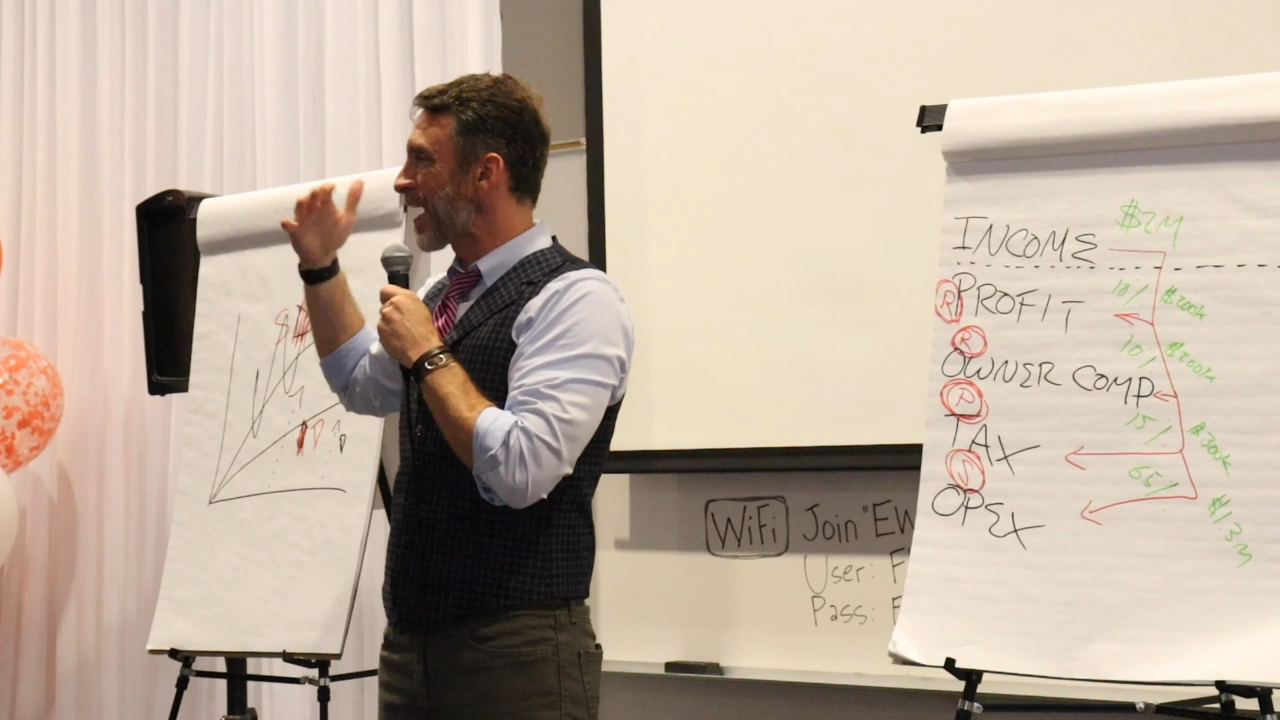 INCOME $2M
R PROFIT 10% $200k
R
OWNER COMP 10% $200k
R
TAX 15% $300k
OPEX 65% $1.3M
WiFi Join "EW
User: F
Pass: F